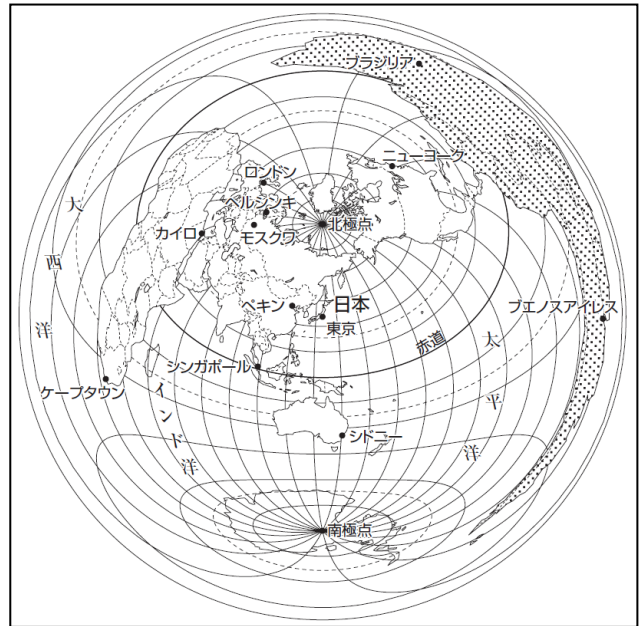 ブラジリア
ニューヨーク
ロンドン
ヘルシンキ
北極点
カイロ
モスクワ
大西洋
ペキン
日本
東京
ブエノスアイレス
赤道
太平洋
シンガポール
ケープタウン
インド洋
シドニー
南極点